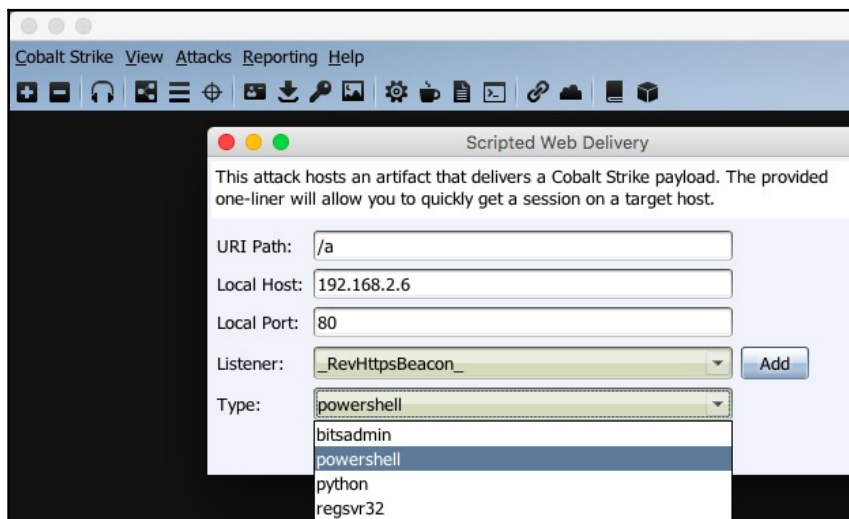 Cobalt Strike View Attacks Reporting Help
Scripted Web Delivery
This attack hosts an artifact that delivers a Cobalt Strike payload. The provided
one-liner will allow you to quickly get a session on a target host.
URI Path: /a
Local Host: 192.168.2.6
Local Port: 80
Listener: _RevHttpsBeacon_ Add
Type: powershell
bitsadmin
powershell
python
regsvr32